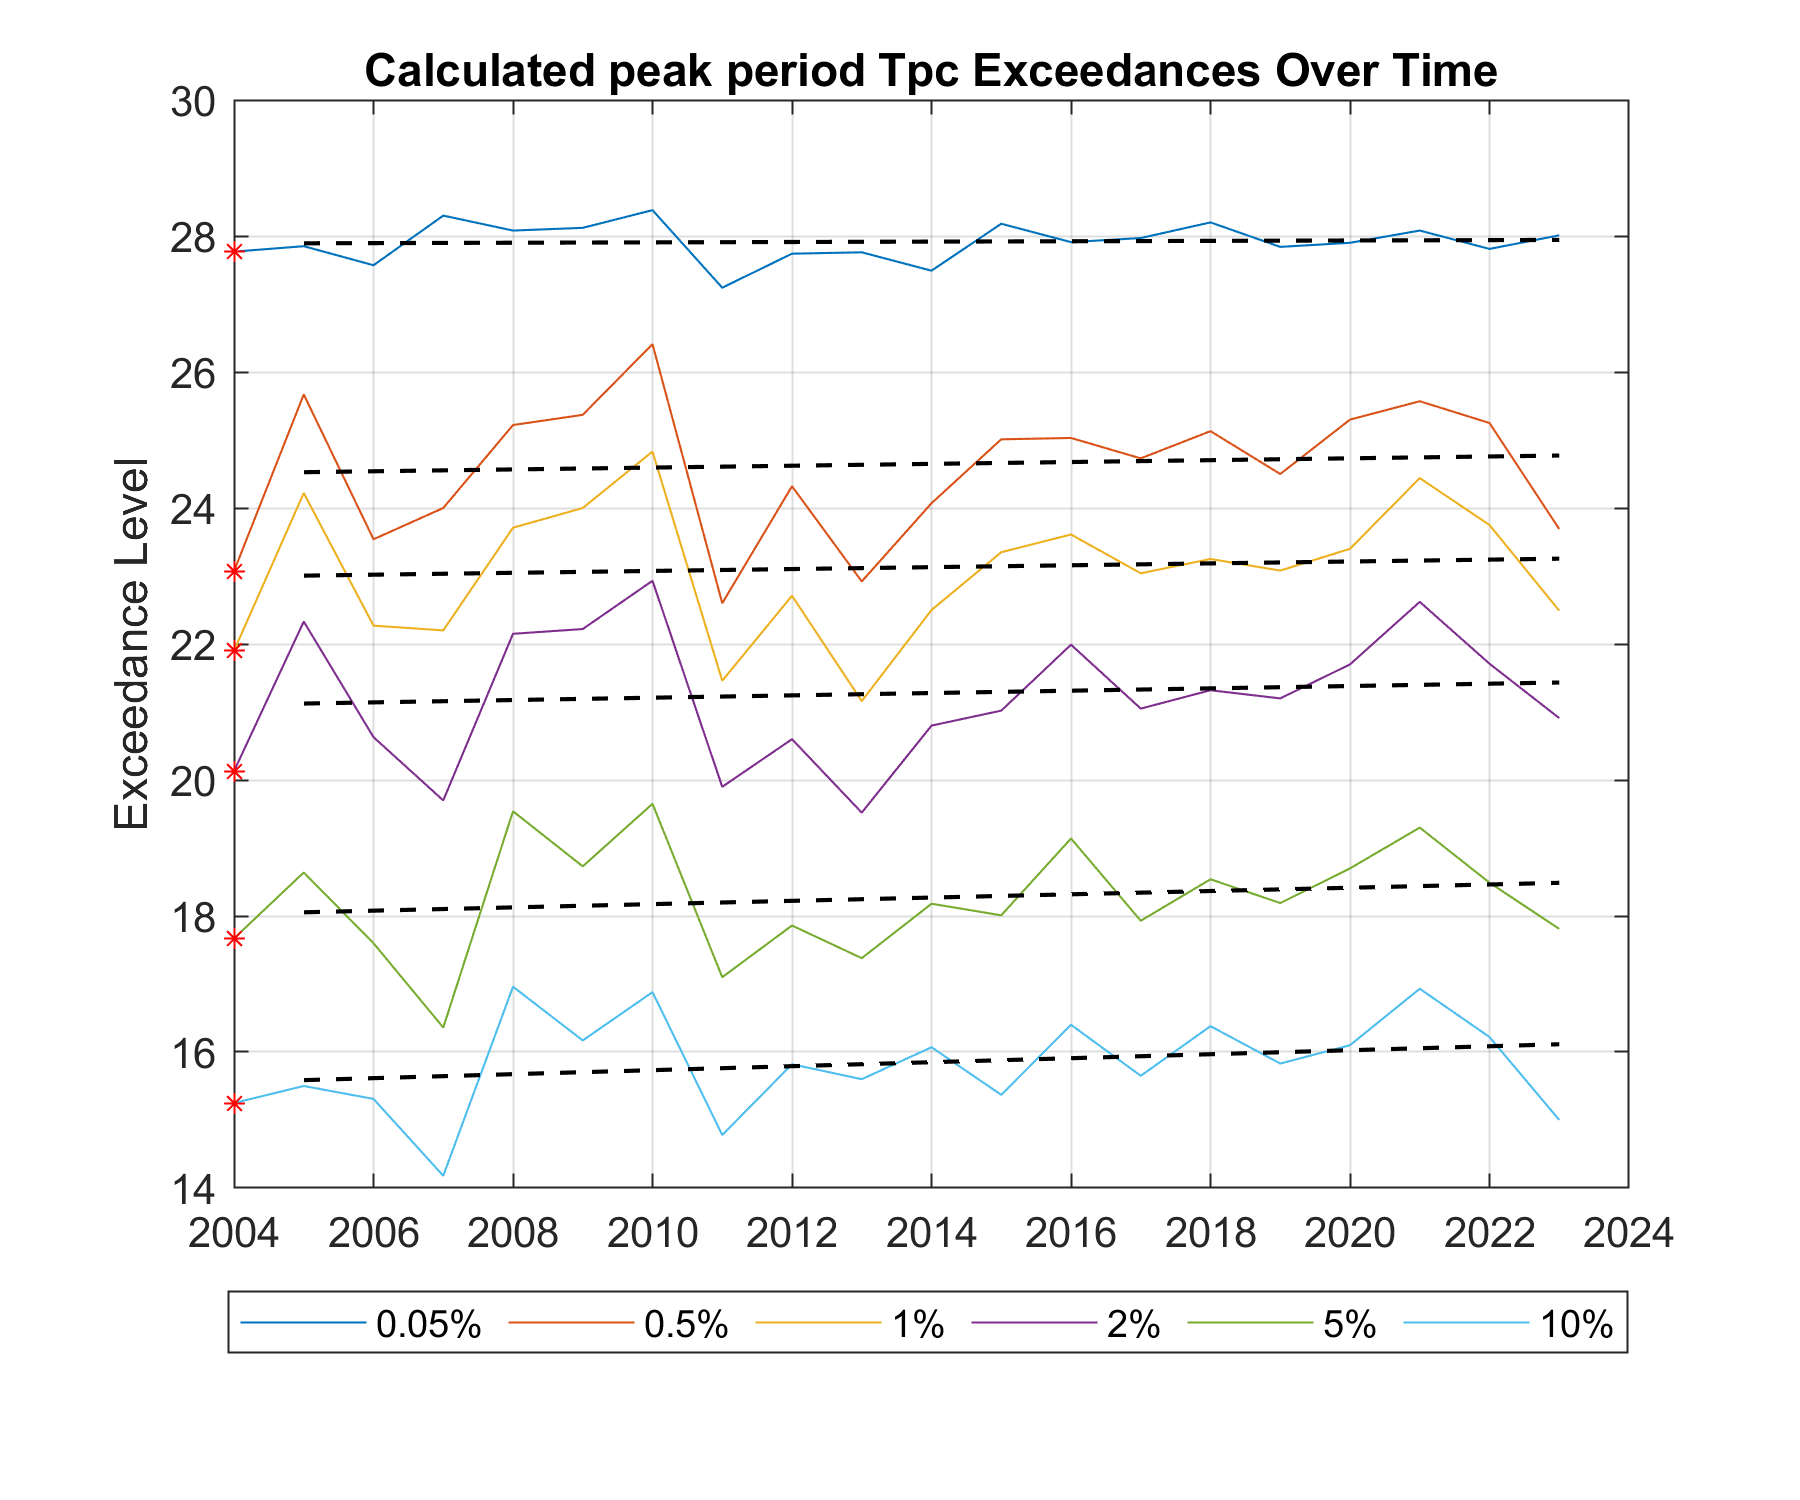 Calculated peak period Tpc Exceedances Over Time
Exceedance Level
30
28
26
24
22
20
18
16
14
2004 2006 2008 2010 2012 2014 2016 2018 2020 2022 2024
0.05% 0.5% 1% 2% 5% 10%